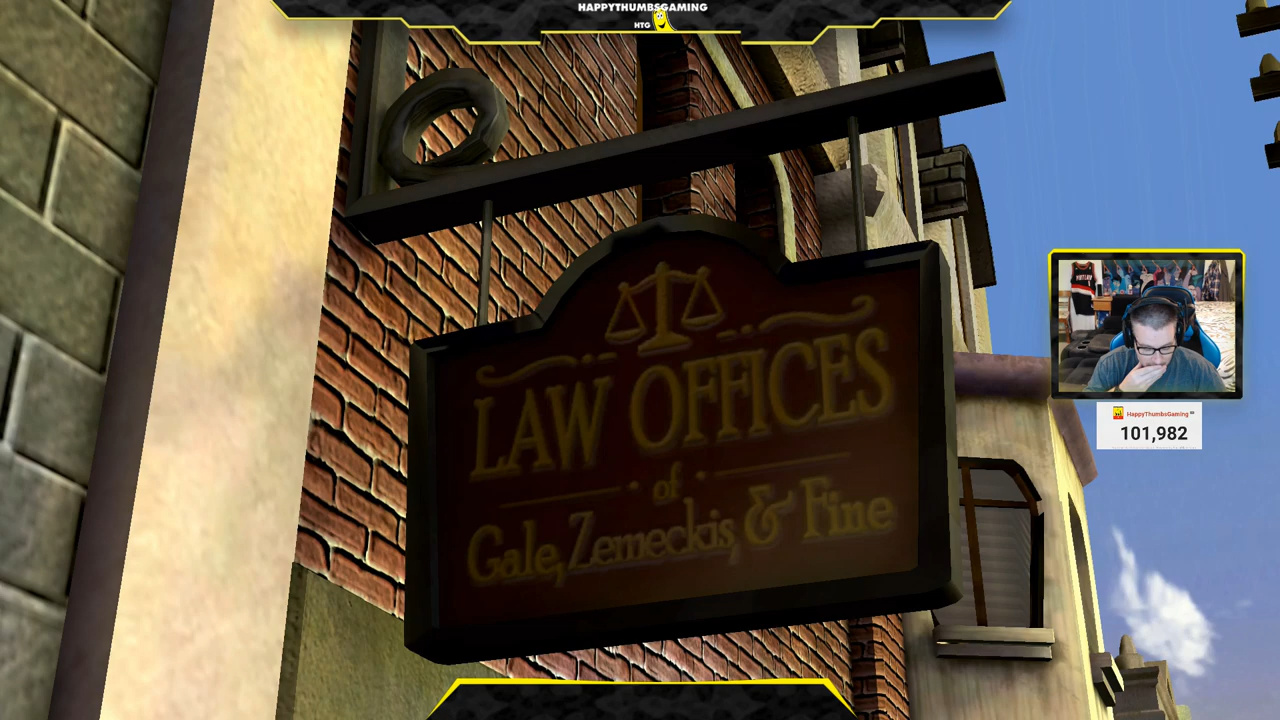 HAPPYTHUMBSGAMING
HTG
LAW OFFICES
of
Gale, Zemeckis, & Fine
HappyThumbsGaming
101,982